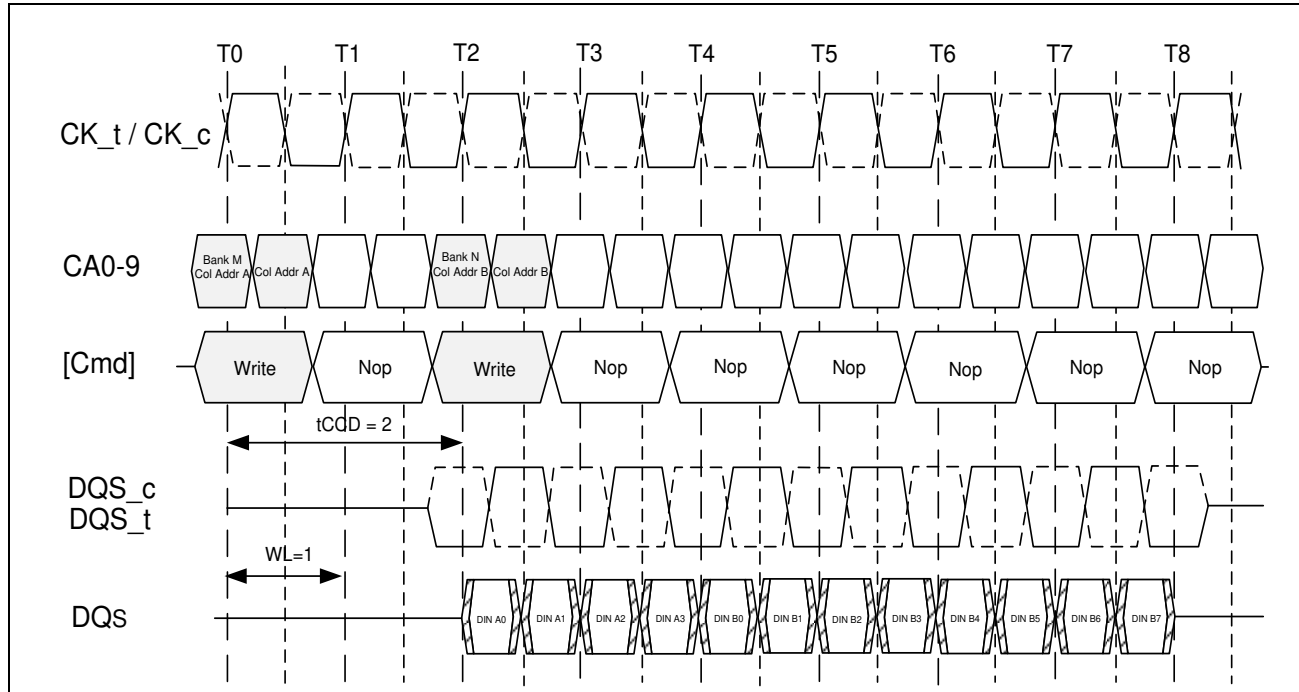 T0 T1 T2 T3 T4 T5 T6 T7 T8
CK_t / CK_c
CA0-9
Bank M
Col Addr A
Col Addr A
Bank N
Col Addr B
Col Addr B
[Cmd]
Write Nop Write Nop Nop Nop Nop Nop Nop
tCCD = 2
DQS_c
DQS_t
WL=1
DQs
DIN A0 DIN A1 DIN A2 DIN A3 DIN B0 DIN B1 DIN B2 DIN B3 DIN B4 DIN B5 DIN B6 DIN B7